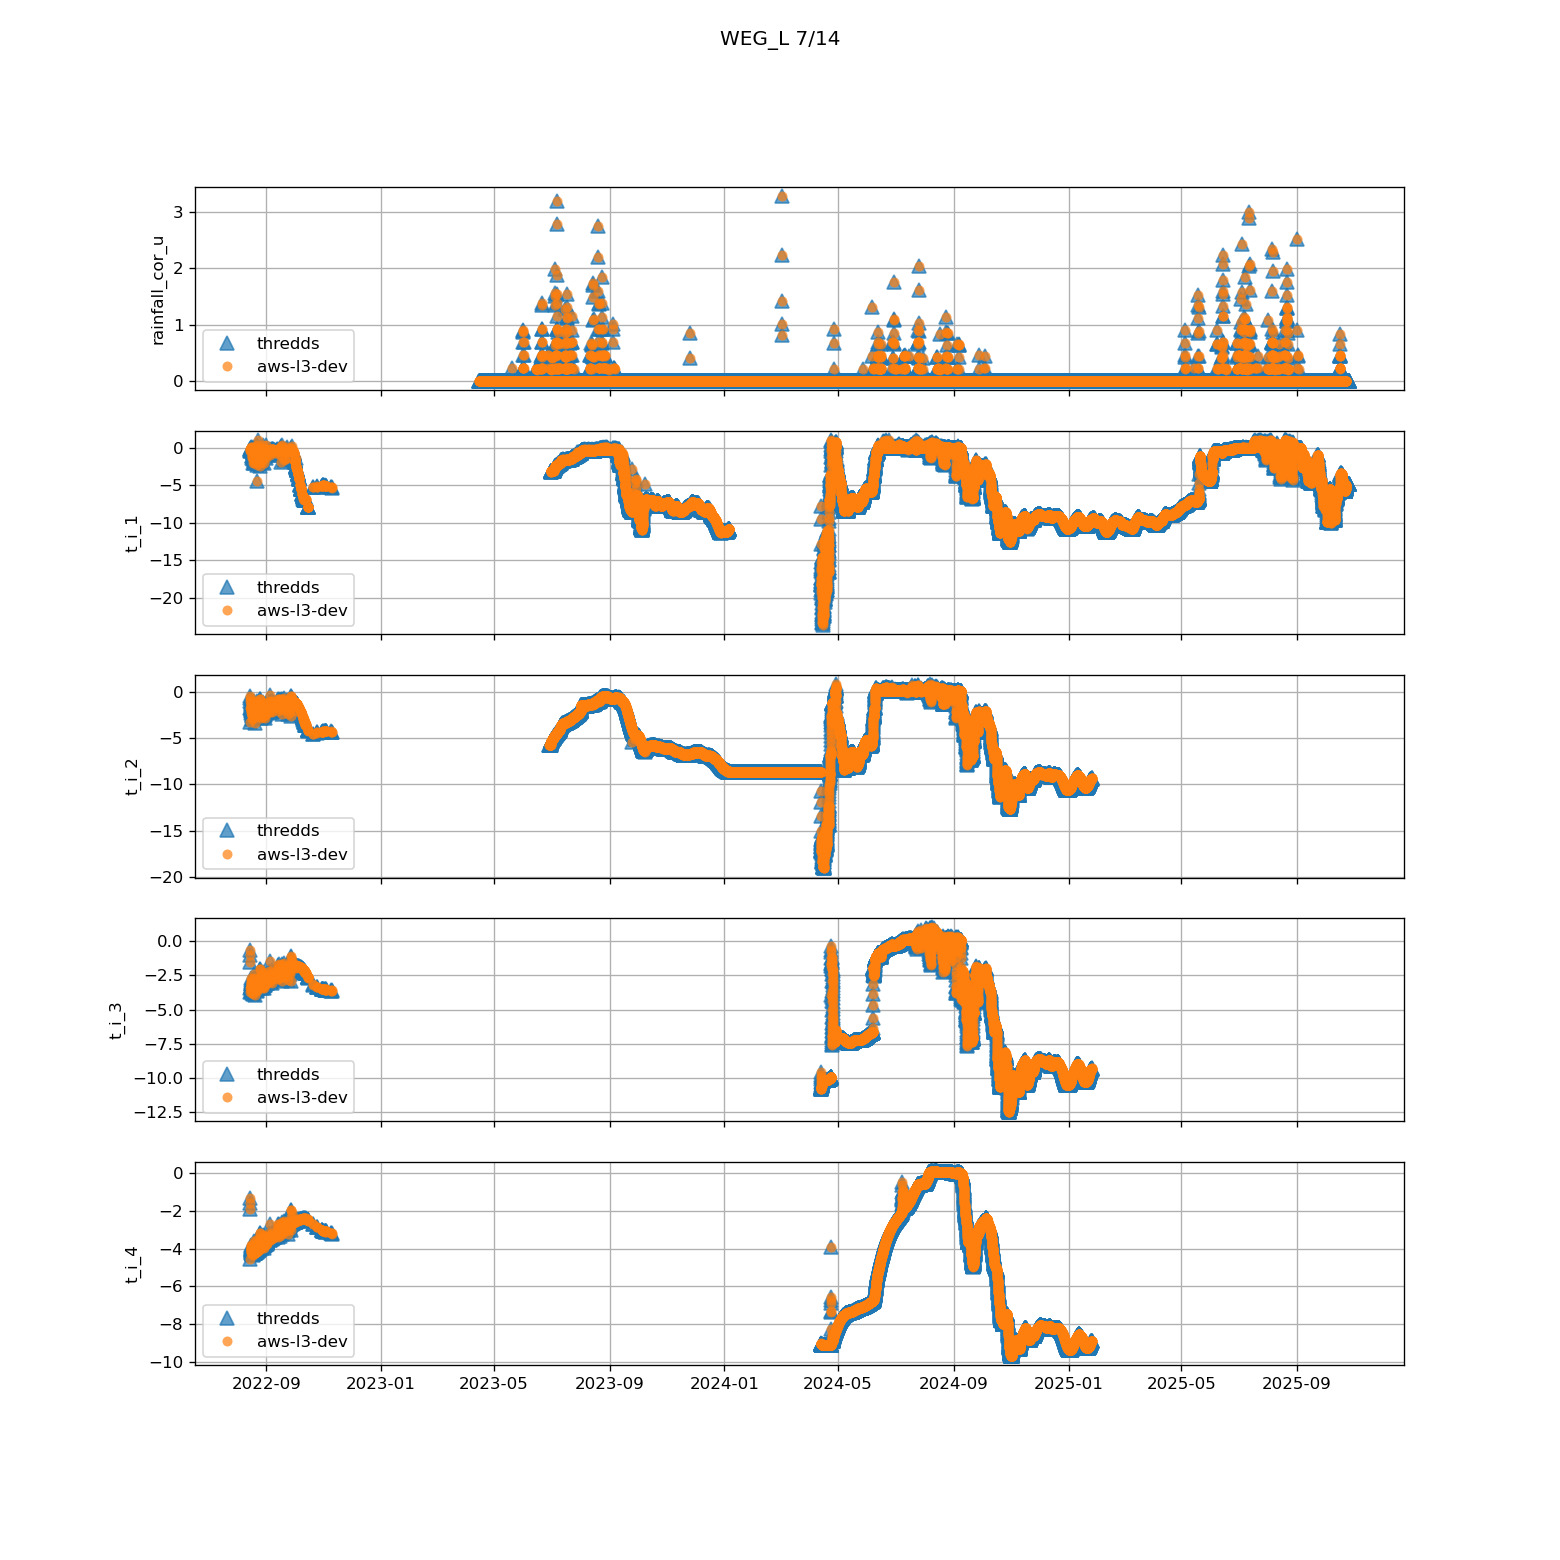 WEG_L 7/14
rainfall_cor_u
3
2
1
0
thredds
aws-l3-dev
t_i_1
0
−5
−10
−15
−20
thredds
aws-l3-dev
t_i_2
0
−5
−10
−15
−20
thredds
aws-l3-dev
t_i_3
0.0
−2.5
−5.0
−7.5
−10.0
−12.5
thredds
aws-l3-dev
t_i_4
0
−2
−4
−6
−8
−10
thredds
aws-l3-dev
2022-09 2023-01 2023-05 2023-09 2024-01 2024-05 2024-09 2025-01 2025-05 2025-09